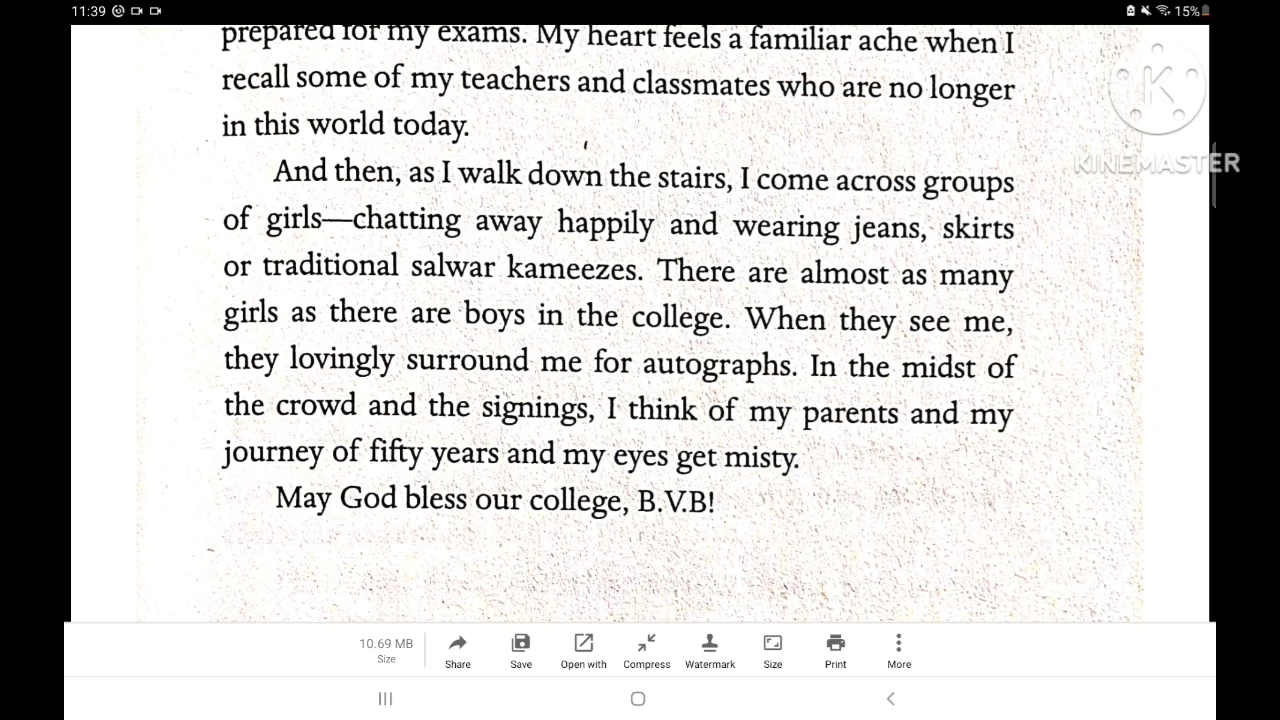 11:39 15%
prepared for my exams. My heart feels a familiar ache when I
recall some of my teachers and classmates who are no longer
in this world today.
And then, as I walk down the stairs, I come across groups
of girls—chatting away happily and wearing jeans, skirts
or traditional salwar kameezes. There are almost as many
girls as there are boys in the college. When they see me,
they lovingly surround me for autographs. In the midst of
the crowd and the signings, I think of my parents and my
journey of fifty years and my eyes get misty.
May God bless our college, B.V.B!
K
KINEMASTER
10.69 MB
Size
Share Save Open with Compress Watermark Size Print More